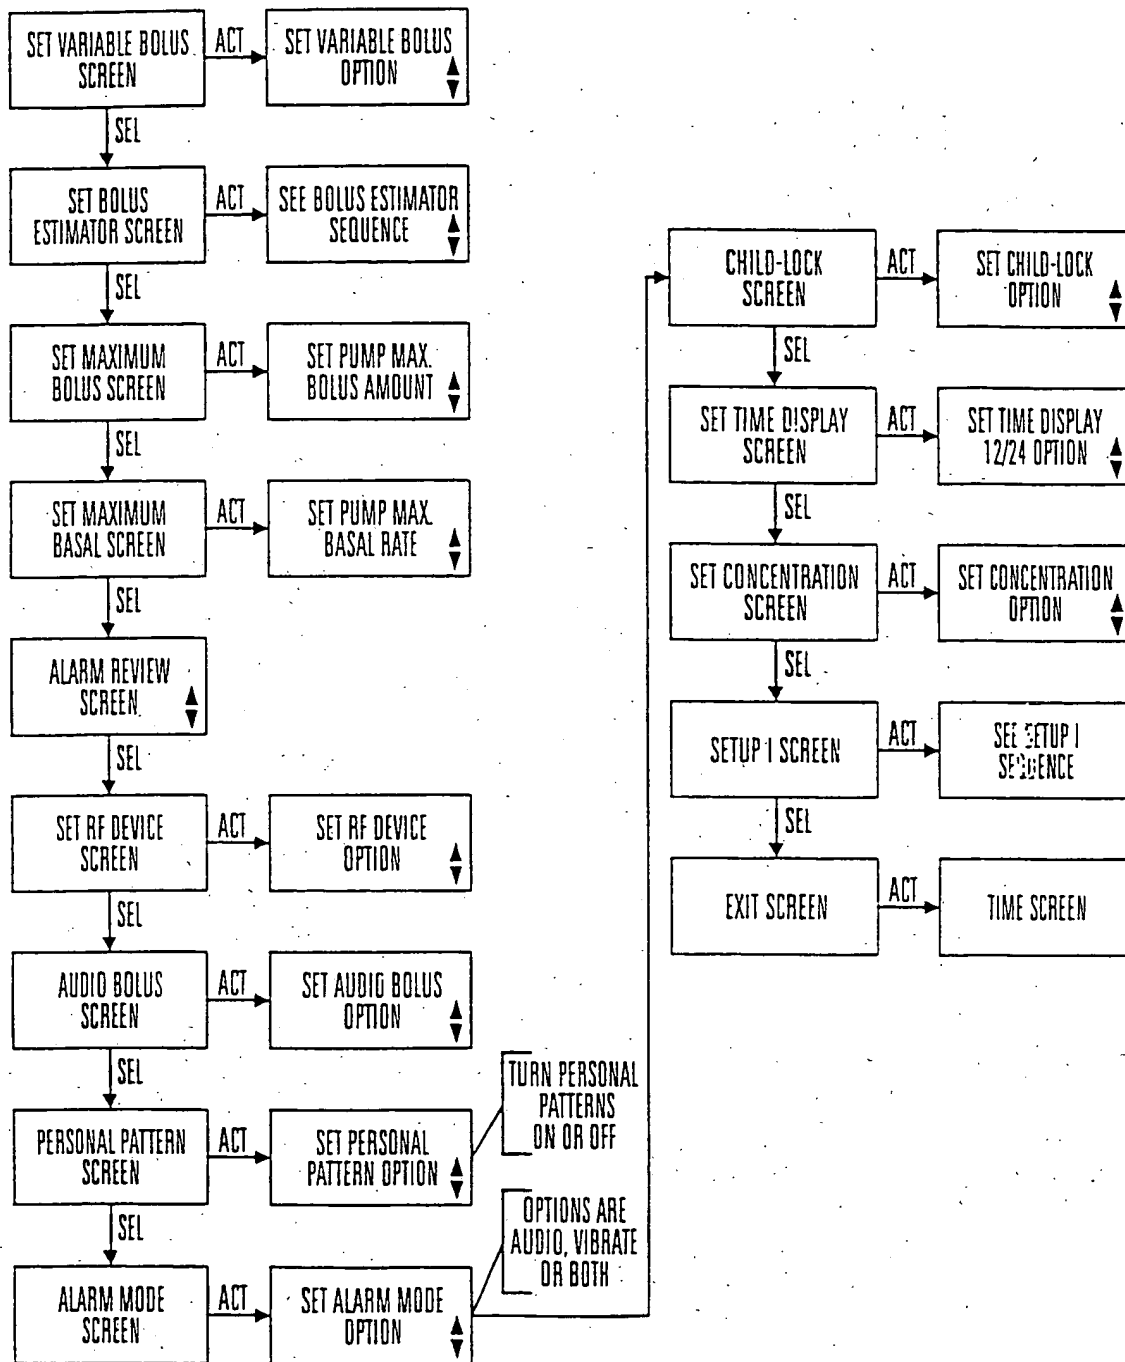 SET VARIABLE BOLUS
SCREEN
ACT
SET VARIABLE BOLUS
OPTION
SEL
SET BOLUS
ESTIMATOR SCREEN
ACT
SEE BOLUS ESTIMATOR
SEQUENCE
SEL
SET MAXIMUM
BOLUS SCREEN
ACT
SET PUMP MAX.
BOLUS AMOUNT
SEL
SET MAXIMUM
BASAL SCREEN
ACT
SET PUMP MAX.
BASAL RATE
SEL
ALARM REVIEW
SCREEN
SEL
SET RF DEVICE
SCREEN
ACT
SET RF DEVICE
OPTION
SEL
AUDIO BOLUS
SCREEN
ACT
SET AUDIO BOLUS
OPTION
SEL
PERSONAL PATTERN
SCREEN
ACT
SET PERSONAL
PATTERN OPTION
TURN PERSONAL
PATTERNS
ON OR OFF
SEL
ALARM MODE
SCREEN
ACT
SET ALARM MODE
OPTION
OPTIONS ARE
AUDIO, VIBRATE
OR BOTH
CHILD-LOCK
SCREEN
ACT
SET CHILD-LOCK
OPTION
SEL
SET TIME DISPLAY
SCREEN
ACT
SET TIME DISPLAY
12/24 OPTION
SEL
SET CONCENTRATION
SCREEN
ACT
SET CONCENTRATION
OPTION
SEL
SETUP I SCREEN
ACT
SEE SETUP I
SEQUENCE
SEL
EXIT SCREEN
ACT
TIME SCREEN